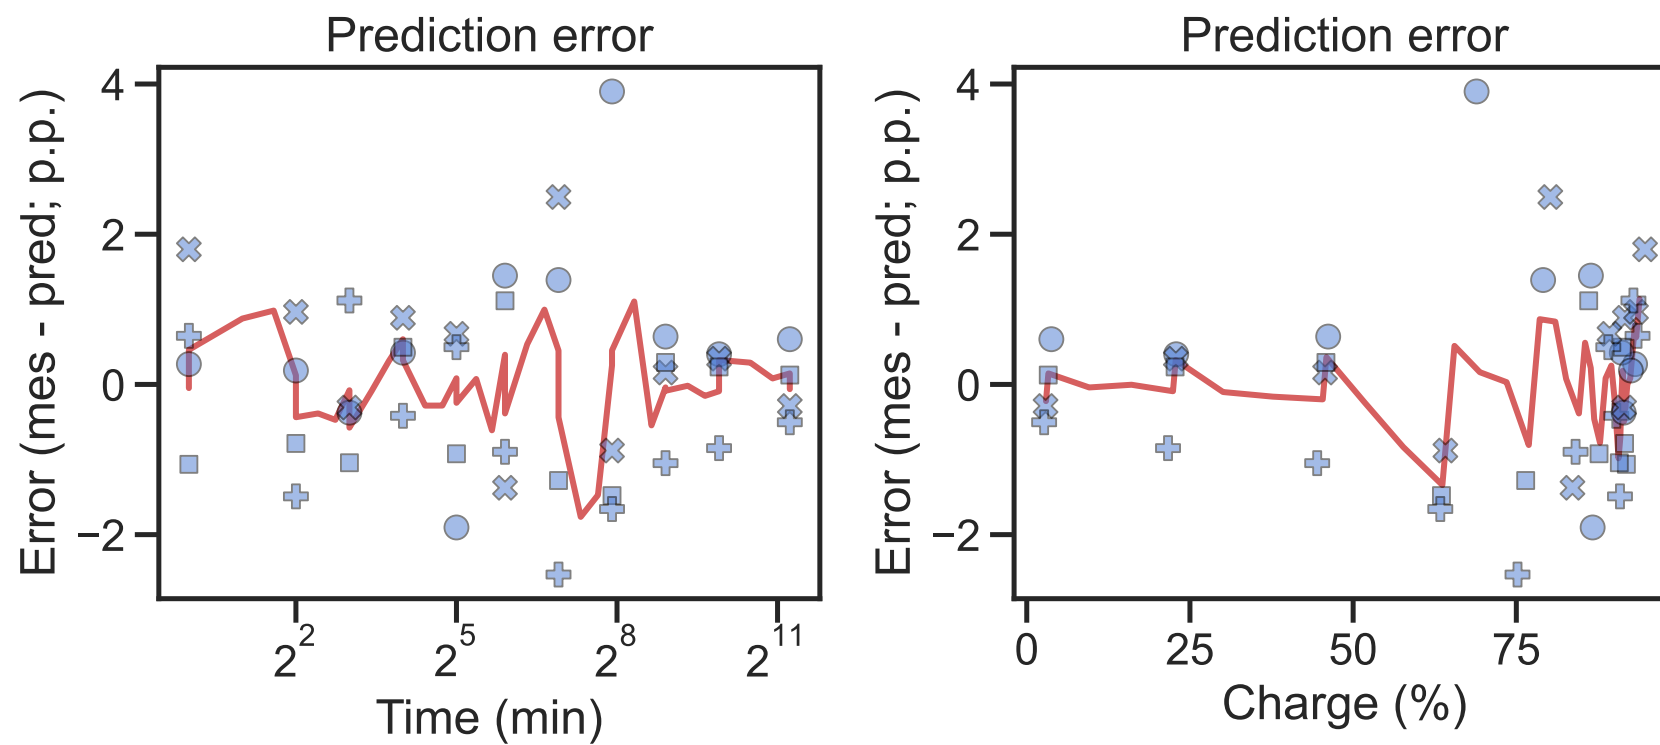 Prediction error
Error (mes - pred; p.p.)
4
2
0
−2
2^2
2^5
2^8
2^11
Time (min)
Prediction error
Error (mes - pred; p.p.)
4
2
0
−2
0
25
50
75
Charge (%)